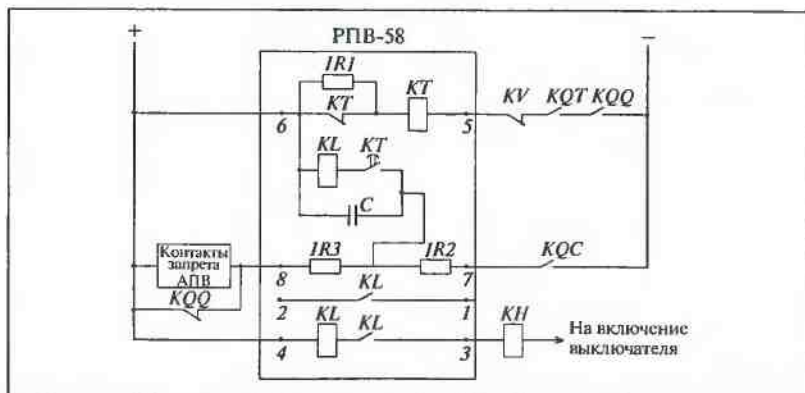 +
РПВ-58
–
IR1
KT
KT
KV
KQT
KQQ
6
5
KL
KT
C
Контакты
запрета
АПВ
IR3
IR2
KQC
8
7
KQQ
KL
2
1
KL
KL
KH
На включение
выключателя
4
3